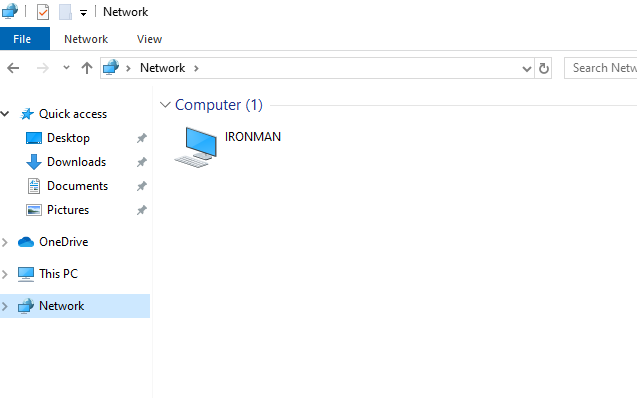 Network
File Network View
Network Search Netw
Computer (1)
IRONMAN
Quick access
Desktop
Downloads
Documents
Pictures
OneDrive
This PC
Network